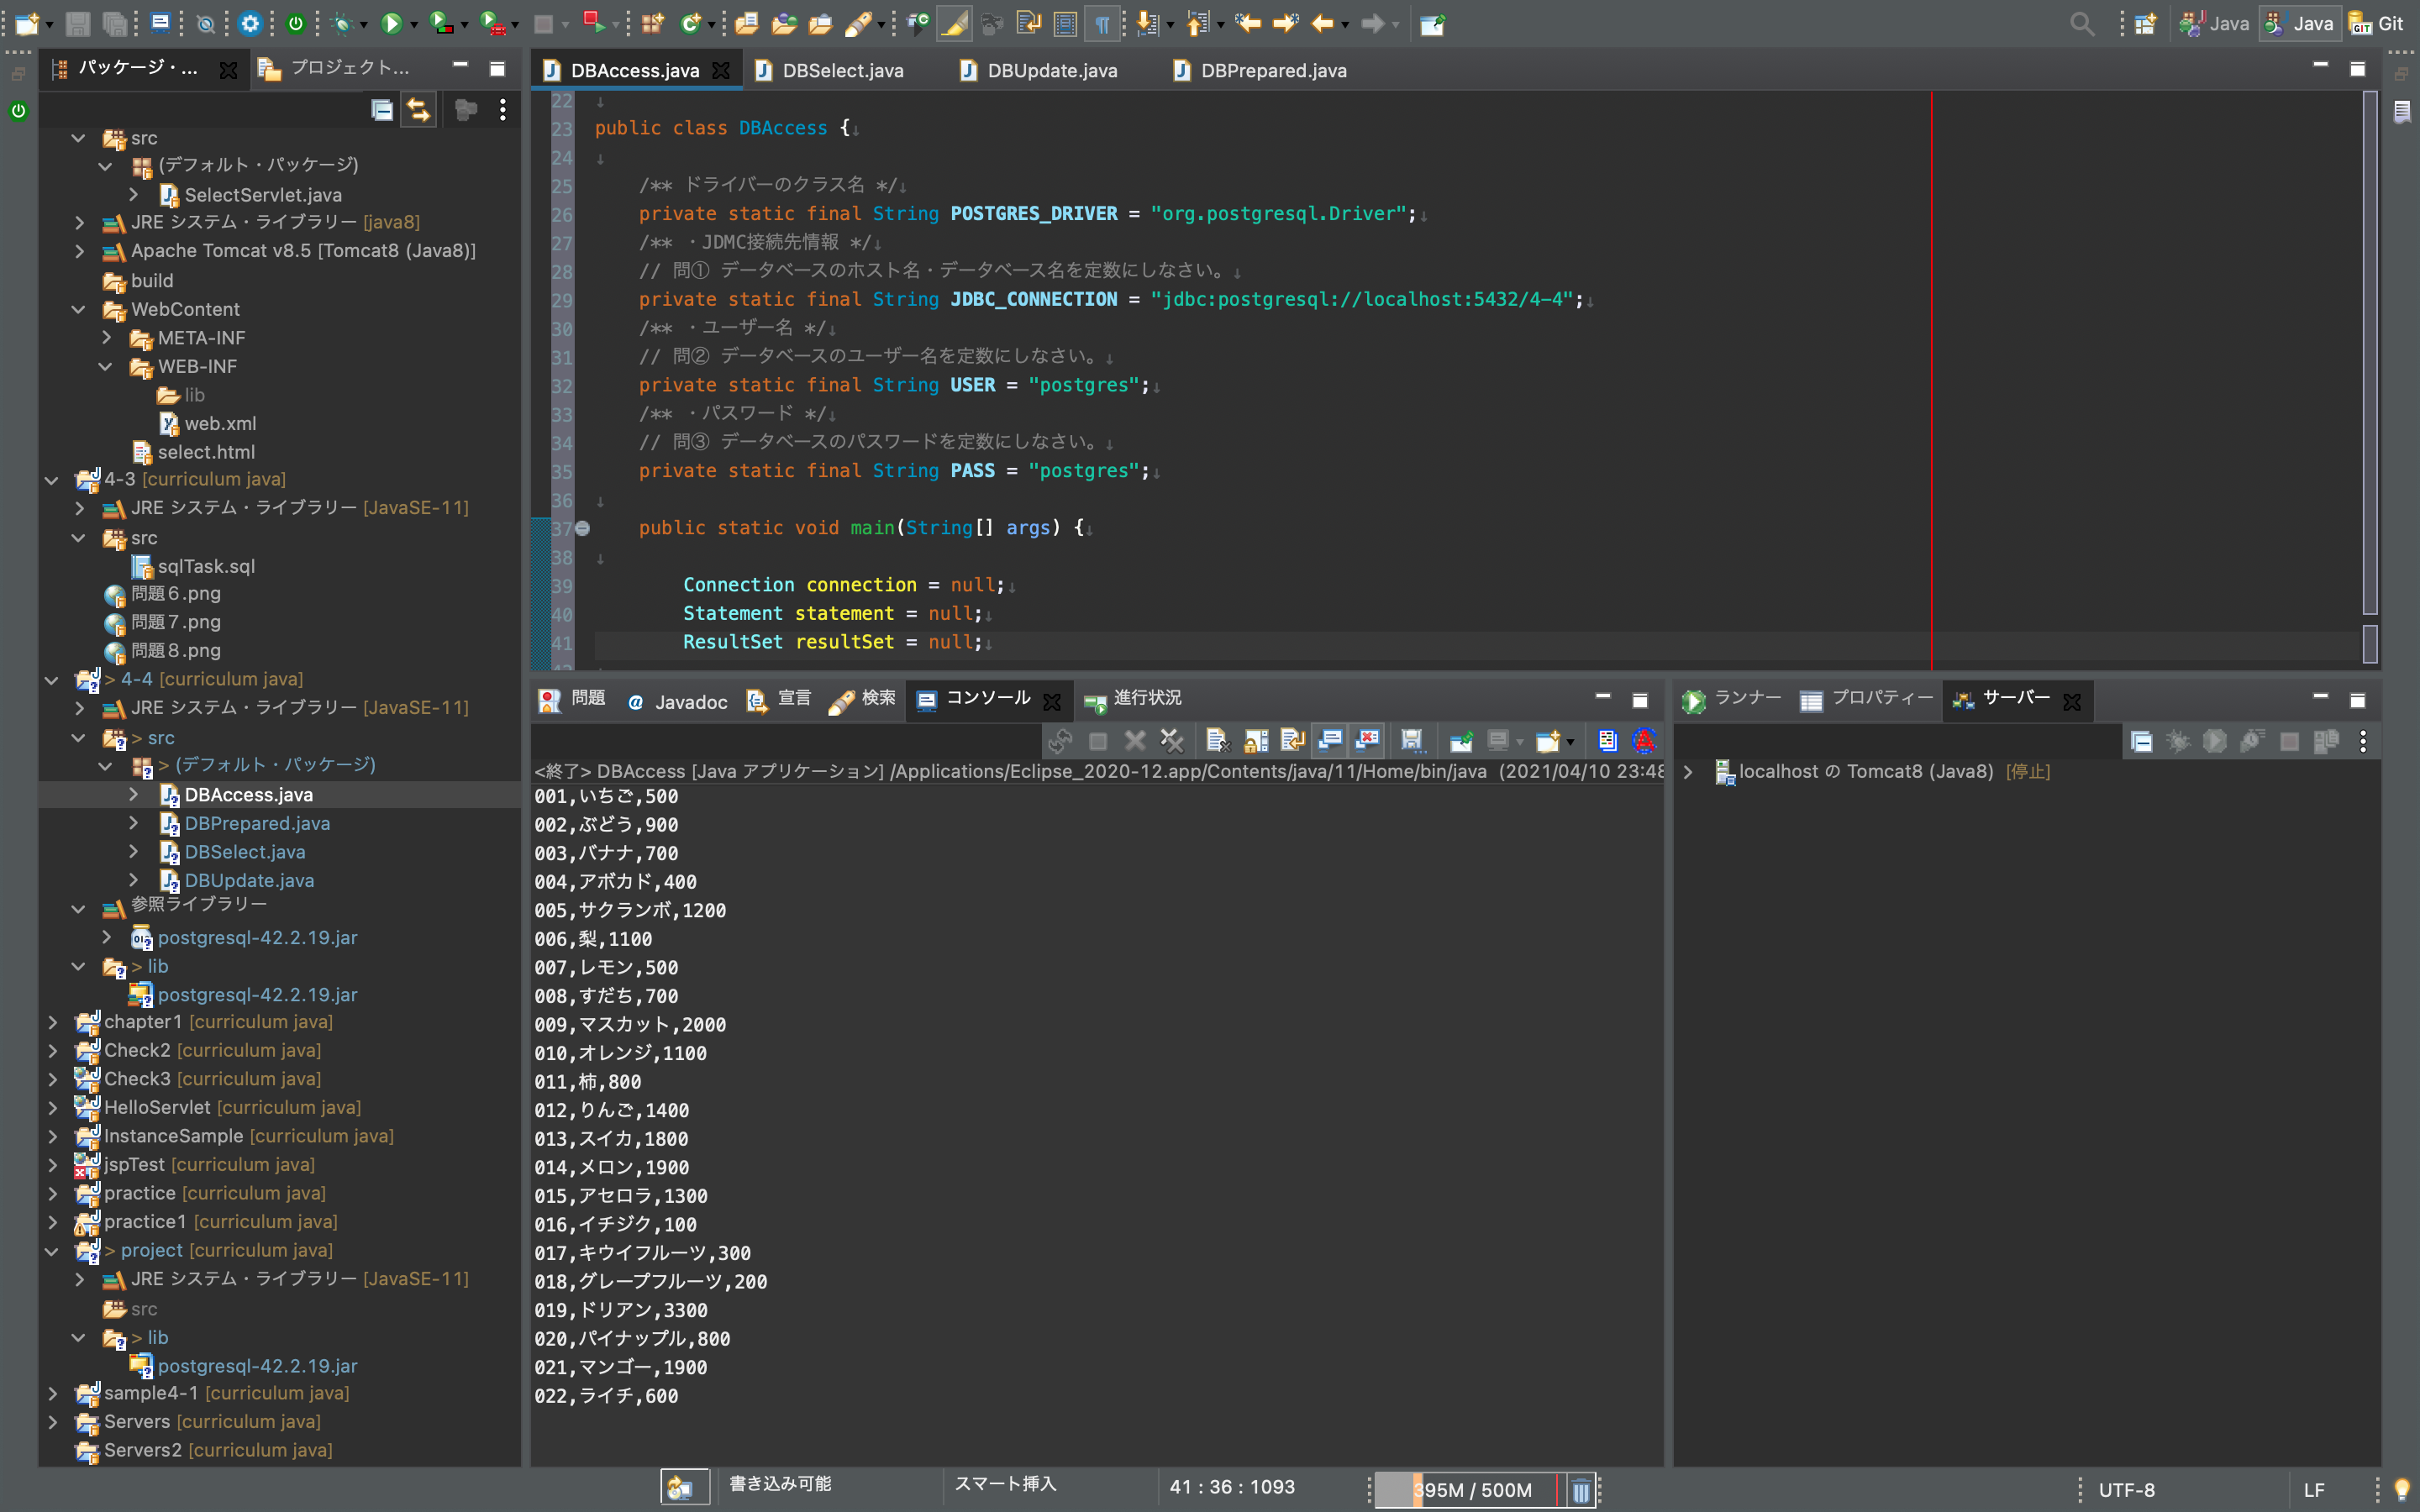 Java
Java
Git
パッケージ・...
プロジェクト...
src
(デフォルト・パッケージ)
SelectServlet.java
JRE システム・ライブラリー [java8]
Apache Tomcat v8.5 [Tomcat8 (Java8)]
build
WebContent
META-INF
WEB-INF
lib
web.xml
select.html
4-3 [curriculum java]
JRE システム・ライブラリー [JavaSE-11]
src
sqlTask.sql
問題６.png
問題７.png
問題８.png
> 4-4 [curriculum java]
JRE システム・ライブラリー [JavaSE-11]
> src
> (デフォルト・パッケージ)
DBAccess.java
DBPrepared.java
DBSelect.java
DBUpdate.java
参照ライブラリー
postgresql-42.2.19.jar
> lib
postgresql-42.2.19.jar
chapter1 [curriculum java]
Check2 [curriculum java]
Check3 [curriculum java]
HelloServlet [curriculum java]
InstanceSample [curriculum java]
jspTest [curriculum java]
practice [curriculum java]
practice1 [curriculum java]
> project [curriculum java]
JRE システム・ライブラリー [JavaSE-11]
src
> lib
postgresql-42.2.19.jar
sample4-1 [curriculum java]
Servers [curriculum java]
Servers2 [curriculum java]
DBAccess.java
DBSelect.java
DBUpdate.java
DBPrepared.java
22 ↓
23 public class DBAccess {↓
24 ↓
25 /** ドライバーのクラス名 */↓
26 private static final String POSTGRES_DRIVER = "org.postgresql.Driver";↓
27 /** ・JDMC接続先情報 */↓
28 // 問① データベースのホスト名・データベース名を定数にしなさい。↓
29 private static final String JDBC_CONNECTION = "jdbc:postgresql://localhost:5432/4-4";↓
30 /** ・ユーザー名 */↓
31 // 問② データベースのユーザー名を定数にしなさい。↓
32 private static final String USER = "postgres";↓
33 /** ・パスワード */↓
34 // 問③ データベースのパスワードを定数にしなさい。↓
35 private static final String PASS = "postgres";↓
36 ↓
37 public static void main(String[] args) {↓
38 ↓
39 Connection connection = null;↓
40 Statement statement = null;↓
41 ResultSet resultSet = null;↓
問題
@ Javadoc
宣言
検索
コンソール
進行状況
<終了> DBAccess [Java アプリケーション] /Applications/Eclipse_2020-12.app/Contents/java/11/Home/bin/java (2021/04/10 23:48
001,いちご,500
002,ぶどう,900
003,バナナ,700
004,アボカド,400
005,サクランボ,1200
006,梨,1100
007,レモン,500
008,すだち,700
009,マスカット,2000
010,オレンジ,1100
011,柿,800
012,りんご,1400
013,スイカ,1800
014,メロン,1900
015,アセロラ,1300
016,イチジク,100
017,キウイフルーツ,300
018,グレープフルーツ,200
019,ドリアン,3300
020,パイナップル,800
021,マンゴー,1900
022,ライチ,600
ランナー
プロパティー
サーバー
localhost の Tomcat8 (Java8) [停止]
書き込み可能
スマート挿入
41 : 36 : 1093
395M / 500M
UTF-8
LF